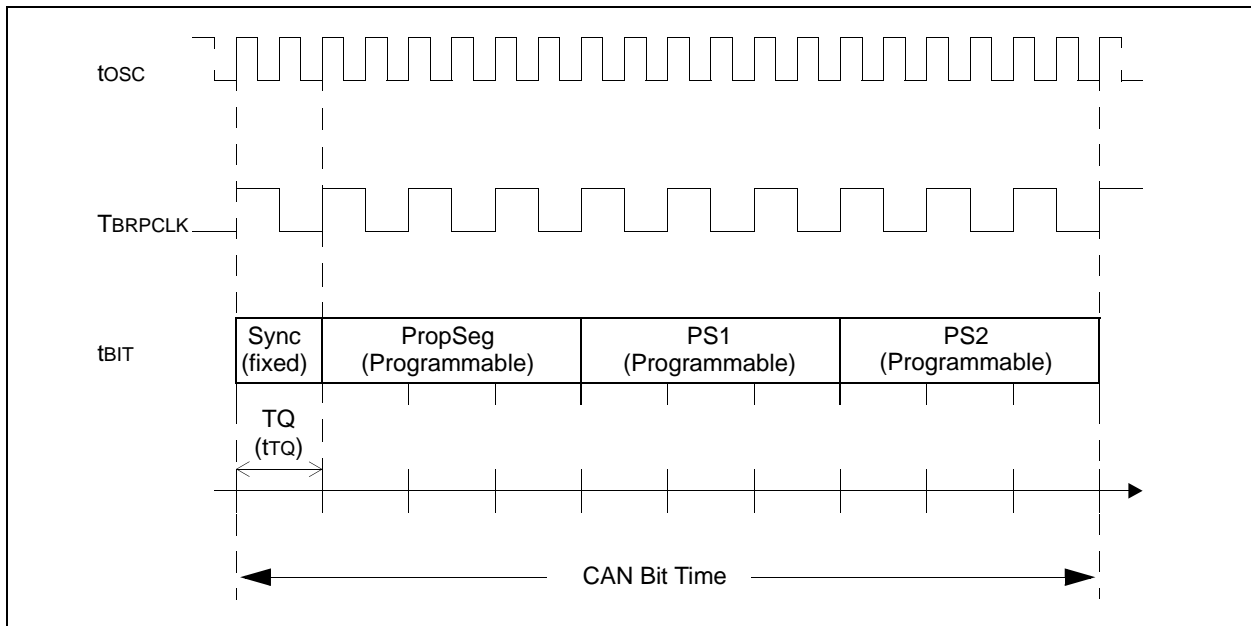 tOSC
TBRPCLK
tBIT
Sync
(fixed)
PropSeg
(Programmable)
PS1
(Programmable)
PS2
(Programmable)
TQ
(tTQ)
CAN Bit Time